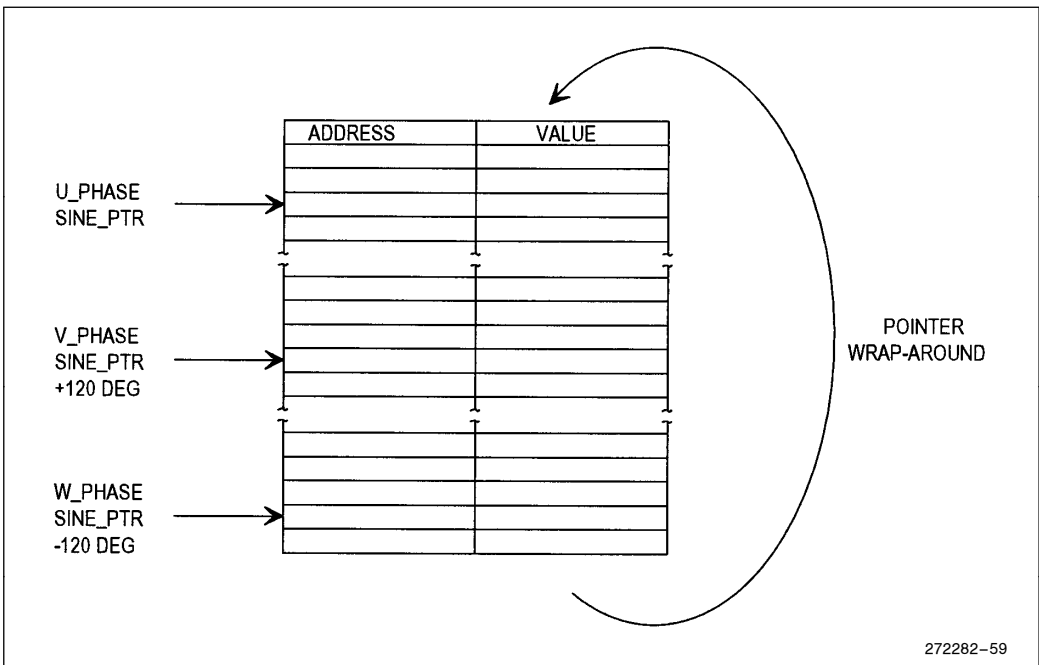 ADDRESS VALUE
U_PHASE
SINE_PTR
V_PHASE
SINE_PTR
+120 DEG
POINTER
WRAP-AROUND
W_PHASE
SINE_PTR
-120 DEG
272282–59